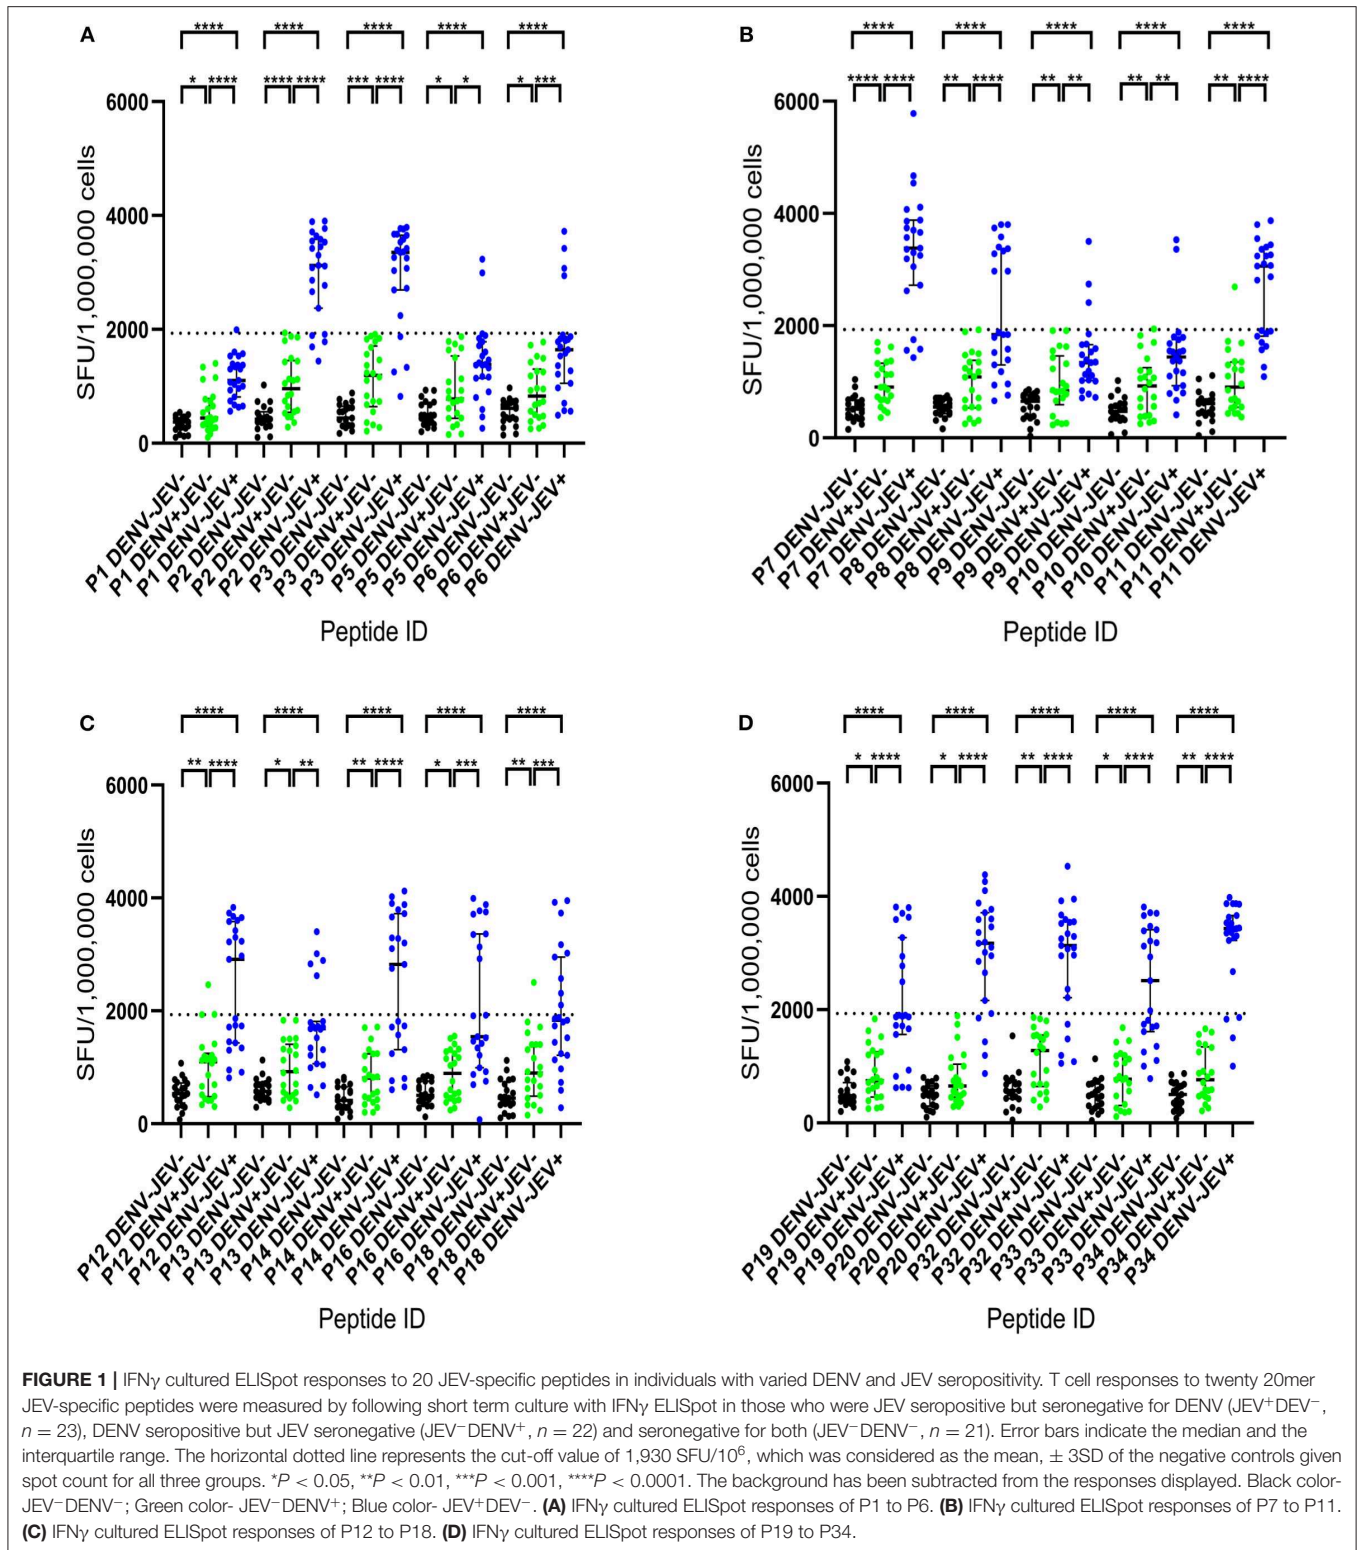 A
**** **** **** **** ****
* **** **** **** *** **** * * * ***
6000
4000
2000
0
SFU/1,000,000 cells
P1 DENV-JEV-
P1 DENV+JEV-
P1 DENV-JEV+
P2 DENV-JEV-
P2 DENV+JEV-
P2 DENV-JEV+
P3 DENV-JEV-
P3 DENV+JEV-
P3 DENV-JEV+
P5 DENV-JEV-
P5 DENV+JEV-
P5 DENV-JEV+
P6 DENV-JEV-
P6 DENV+JEV-
P6 DENV-JEV+
Peptide ID
B
**** **** **** **** ****
**** **** ** **** ** ** ** ** ** ****
6000
4000
2000
0
SFU/1,000,000 cells
P7 DENV-JEV-
P7 DENV+JEV-
P7 DENV-JEV+
P8 DENV-JEV-
P8 DENV+JEV-
P8 DENV-JEV+
P9 DENV-JEV-
P9 DENV+JEV-
P9 DENV-JEV+
P10 DENV-JEV-
P10 DENV+JEV-
P10 DENV-JEV+
P11 DENV-JEV-
P11 DENV+JEV-
P11 DENV-JEV+
Peptide ID
C
**** **** **** **** ****
** **** * ** ** **** * *** ** ***
6000
4000
2000
0
SFU/1,000,000 cells
P12 DENV-JEV-
P12 DENV+JEV-
P12 DENV-JEV+
P13 DENV-JEV-
P13 DENV+JEV-
P13 DENV-JEV+
P14 DENV-JEV-
P14 DENV+JEV-
P14 DENV-JEV+
P16 DENV-JEV-
P16 DENV+JEV-
P16 DENV-JEV+
P18 DENV-JEV-
P18 DENV+JEV-
P18 DENV-JEV+
Peptide ID
D
**** **** **** **** ****
* **** * **** ** **** * **** ** ****
6000
4000
2000
0
SFU/1,000,000 cells
P19 DENV-JEV-
P19 DENV+JEV-
P19 DENV-JEV+
P20 DENV-JEV-
P20 DENV+JEV-
P20 DENV-JEV+
P32 DENV-JEV-
P32 DENV+JEV-
P32 DENV-JEV+
P33 DENV-JEV-
P33 DENV+JEV-
P33 DENV-JEV+
P34 DENV-JEV-
P34 DENV+JEV-
P34 DENV-JEV+
Peptide ID
FIGURE 1 | IFNγ cultured ELISpot responses to 20 JEV-specific peptides in individuals with varied DENV and JEV seropositivity. T cell responses to twenty 20mer
JEV-specific peptides were measured by following short term culture with IFNγ ELISpot in those who were JEV seropositive but seronegative for DENV (JEV⁺DEV⁻,
n = 23), DENV seropositive but JEV seronegative (JEV⁻DENV⁺, n = 22) and seronegative for both (JEV⁻DENV⁻, n = 21). Error bars indicate the median and the
interquartile range. The horizontal dotted line represents the cut-off value of 1,930 SFU/10⁶, which was considered as the mean, ± 3SD of the negative controls given
spot count for all three groups. *P < 0.05, **P < 0.01, ***P < 0.001, ****P < 0.0001. The background has been subtracted from the responses displayed. Black color-
JEV⁻DENV⁻; Green color- JEV⁻DENV⁺; Blue color- JEV⁺DEV⁻. (A) IFNγ cultured ELISpot responses of P1 to P6. (B) IFNγ cultured ELISpot responses of P7 to P11.
(C) IFNγ cultured ELISpot responses of P12 to P18. (D) IFNγ cultured ELISpot responses of P19 to P34.